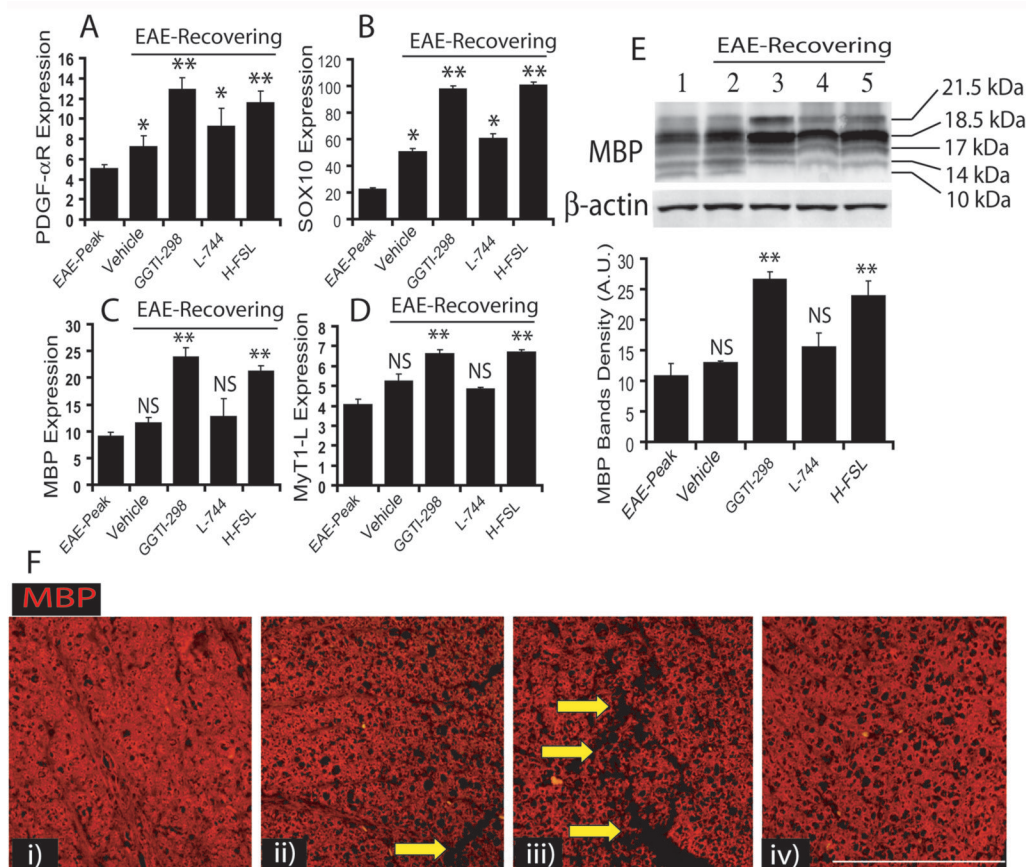 A
EAE-Recovering
PDGF-αR Expression
16
14
12
10
8
6
4
2
0
* ** * **
EAE-Peak Vehicle GGTI-298 L-744 H-FSL
B
EAE-Recovering
SOX10 Expression
120
100
80
60
40
20
0
* ** * **
EAE-Peak Vehicle GGTI-298 L-744 H-FSL
C
EAE-Recovering
MBP Expression
30
25
20
15
10
5
0
NS ** NS **
EAE-Peak Vehicle GGTI-298 L-744 H-FSL
D
EAE-Recovering
MyT1-L Expression
8
7
6
5
4
3
2
1
0
NS ** NS **
EAE-Peak Vehicle GGTI-298 L-744 H-FSL
E
EAE-Recovering
1 2 3 4 5
MBP
21.5 kDa
18.5 kDa
17 kDa
14 kDa
10 kDa
β-actin
MBP Bands Density (A.U.)
30
25
20
15
10
5
0
NS ** NS **
EAE-Peak Vehicle GGTI-298 L-744 H-FSL
F
MBP
i) ii) iii) iv)